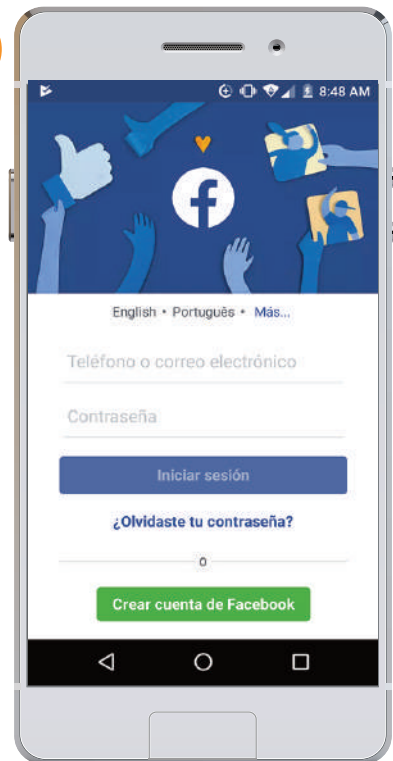 8:48 AM
English • Português • Más...
Teléfono o correo electrónico
Contraseña
Iniciar sesión
¿Olvidaste tu contraseña?
o
Crear cuenta de Facebook